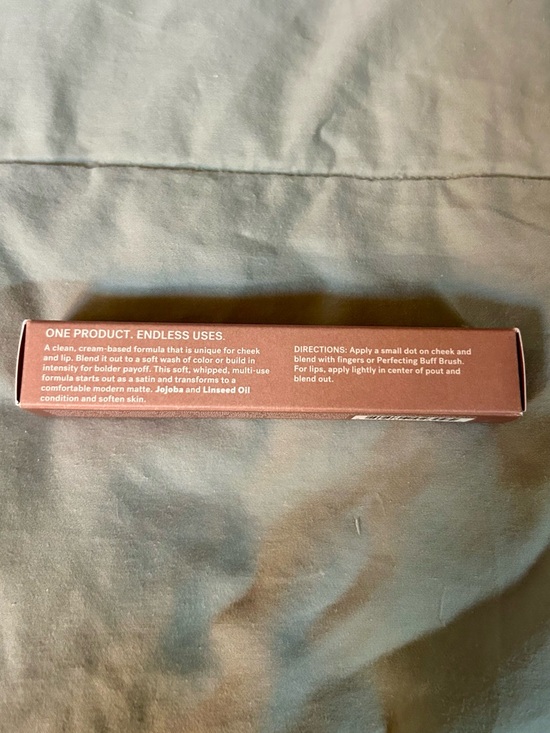 ONE PRODUCT. ENDLESS USES.
A clean, cream-based formula that is unique for cheek
and lip. Blend it out to a soft wash of color or build in
intensity for bolder payoff. This soft, whipped, multi-use
formula starts out as a satin and transforms to a
comfortable modern matte. Jojoba and Linseed Oil
condition and soften skin.
DIRECTIONS: Apply a small dot on cheek and
blend with fingers or Perfecting Buff Brush.
For lips, apply lightly in center of pout and
blend out.